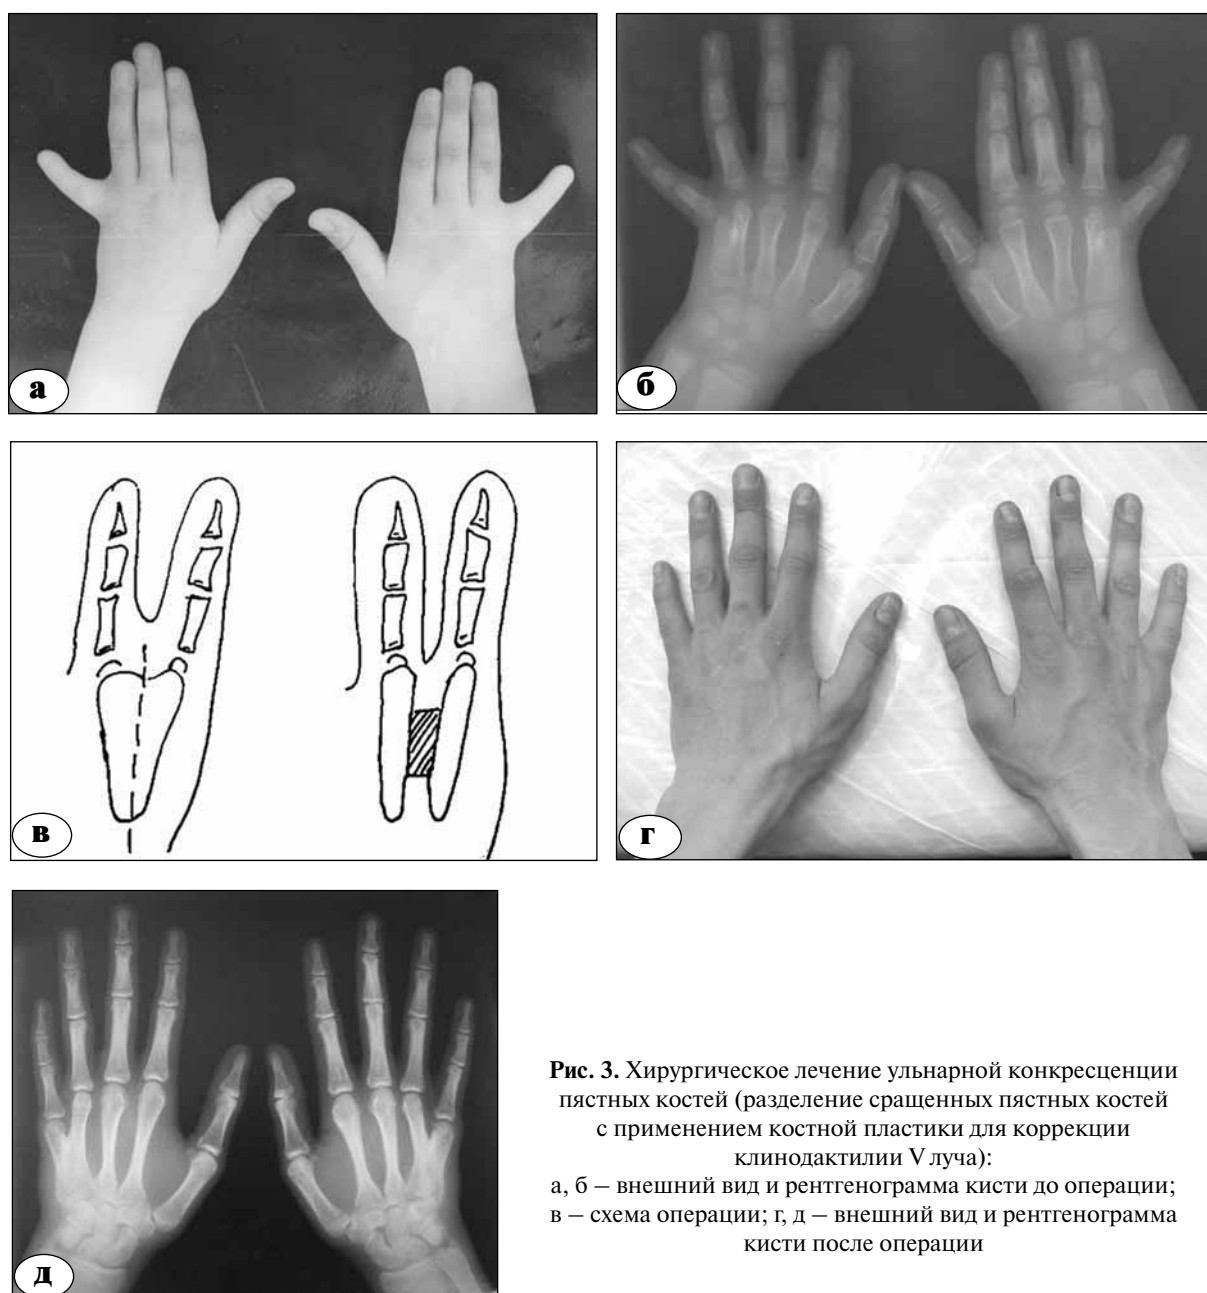 а
б
в
г
д
Рис. 3. Хирургическое лечение ульнарной конкресценции
пястных костей (разделение сращенных пястных костей
с применением костной пластики для коррекции
клинодактилии V луча):
а, б – внешний вид и рентгенограмма кисти до операции;
в – схема операции; г, д – внешний вид и рентгенограмма
кисти после операции